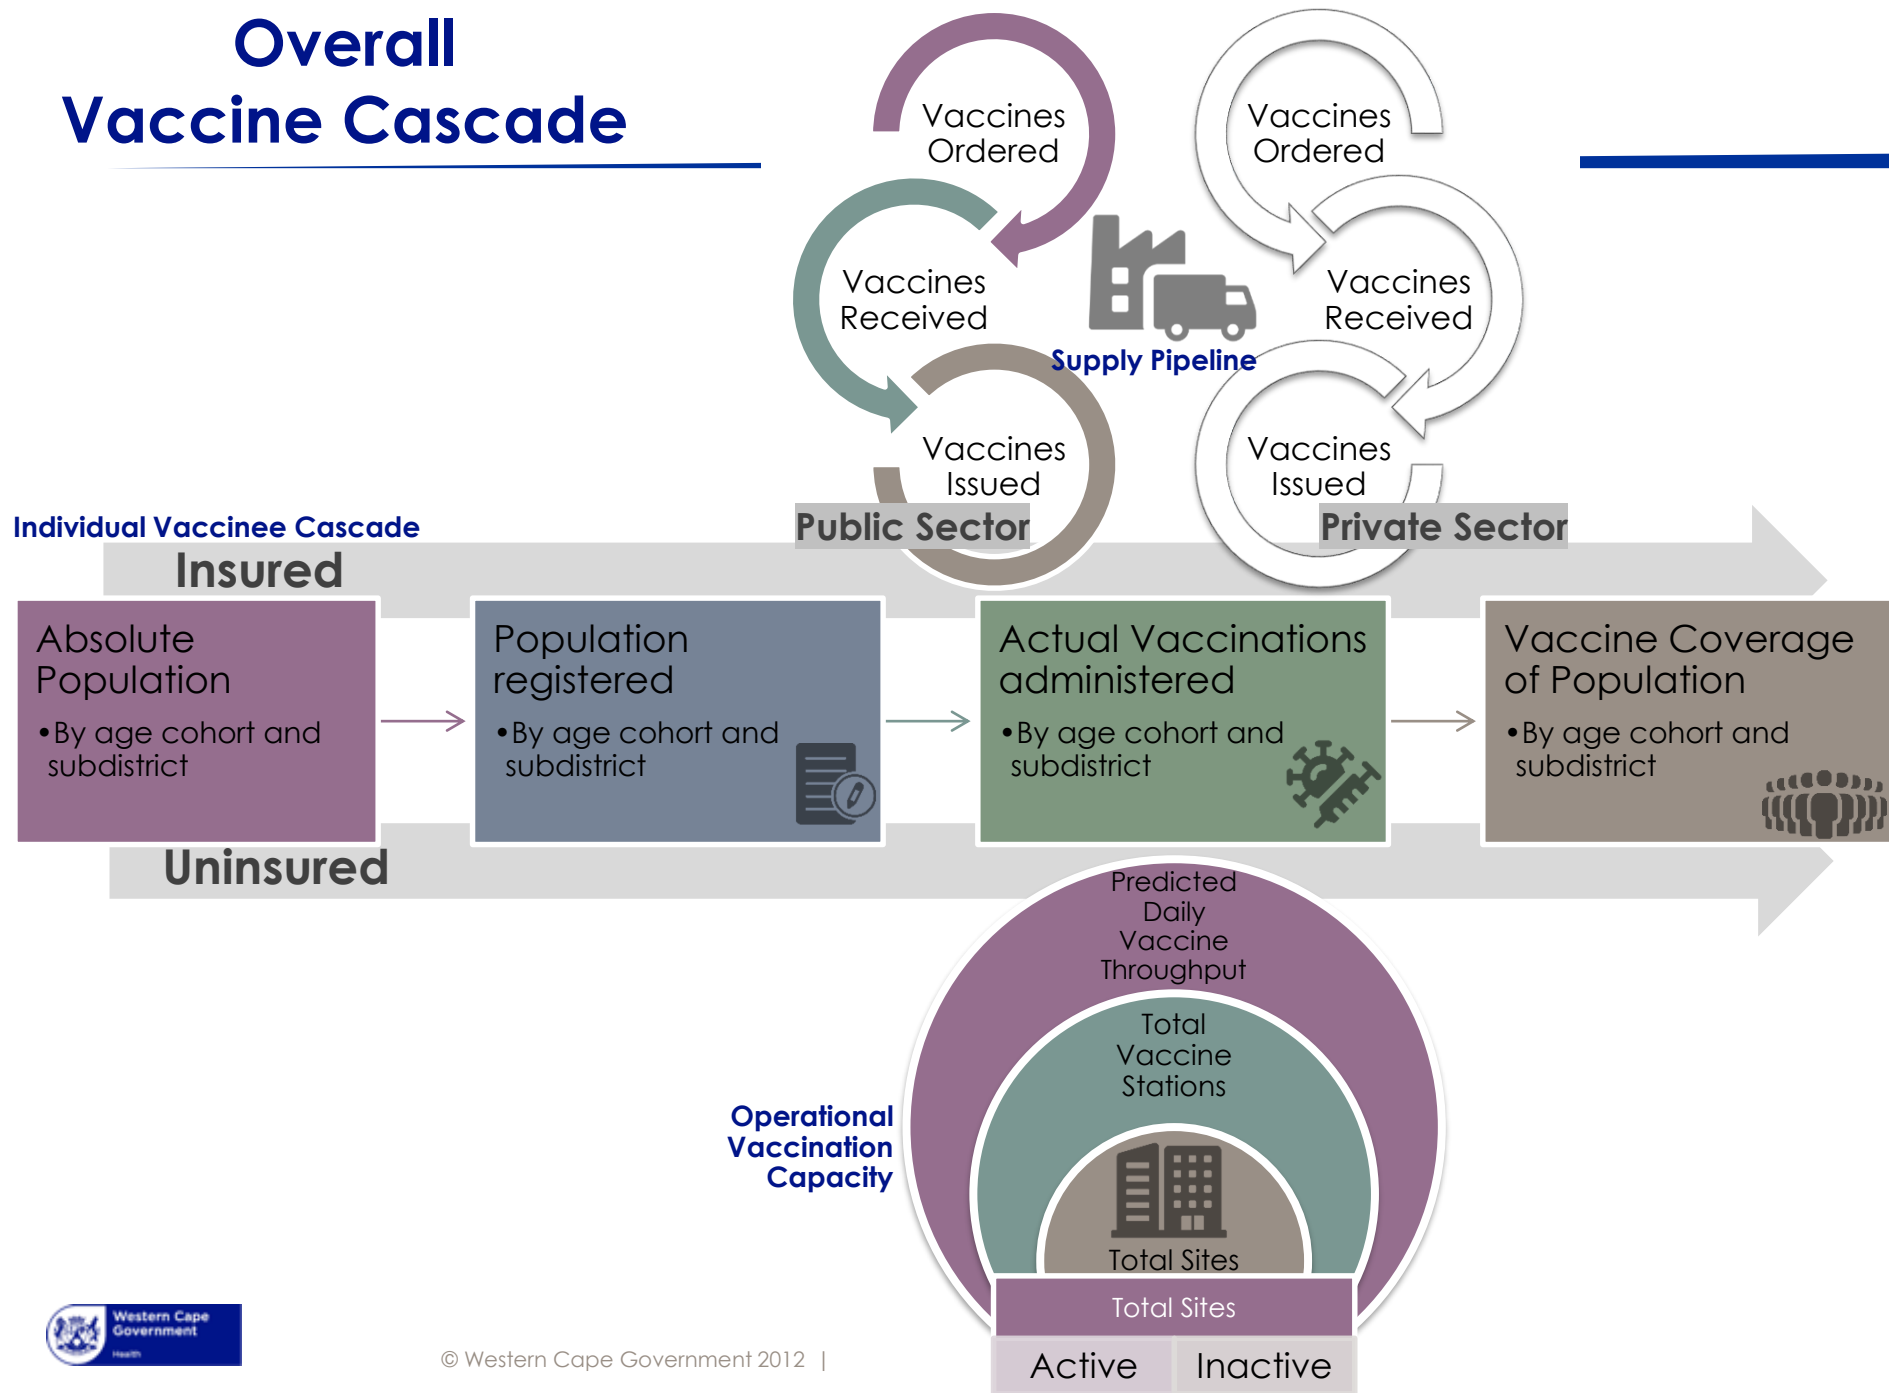 Overall
Vaccine Cascade
Vaccines
Ordered
Vaccines
Received
Vaccines
Issued
Public Sector
Supply Pipeline
Vaccines
Ordered
Vaccines
Received
Vaccines
Issued
Private Sector
Individual Vaccinee Cascade
Insured
Absolute
Population
•By age cohort and
subdistrict
Population
registered
•By age cohort and
subdistrict
Actual Vaccinations
administered
•By age cohort and
subdistrict
Vaccine Coverage
of Population
•By age cohort and
subdistrict
Uninsured
Predicted
Daily
Vaccine
Throughput
Total
Vaccine
Stations
Operational
Vaccination
Capacity
Total Sites
Total Sites
Active
Inactive
Western Cape
Government
Health
© Western Cape Government 2012 |